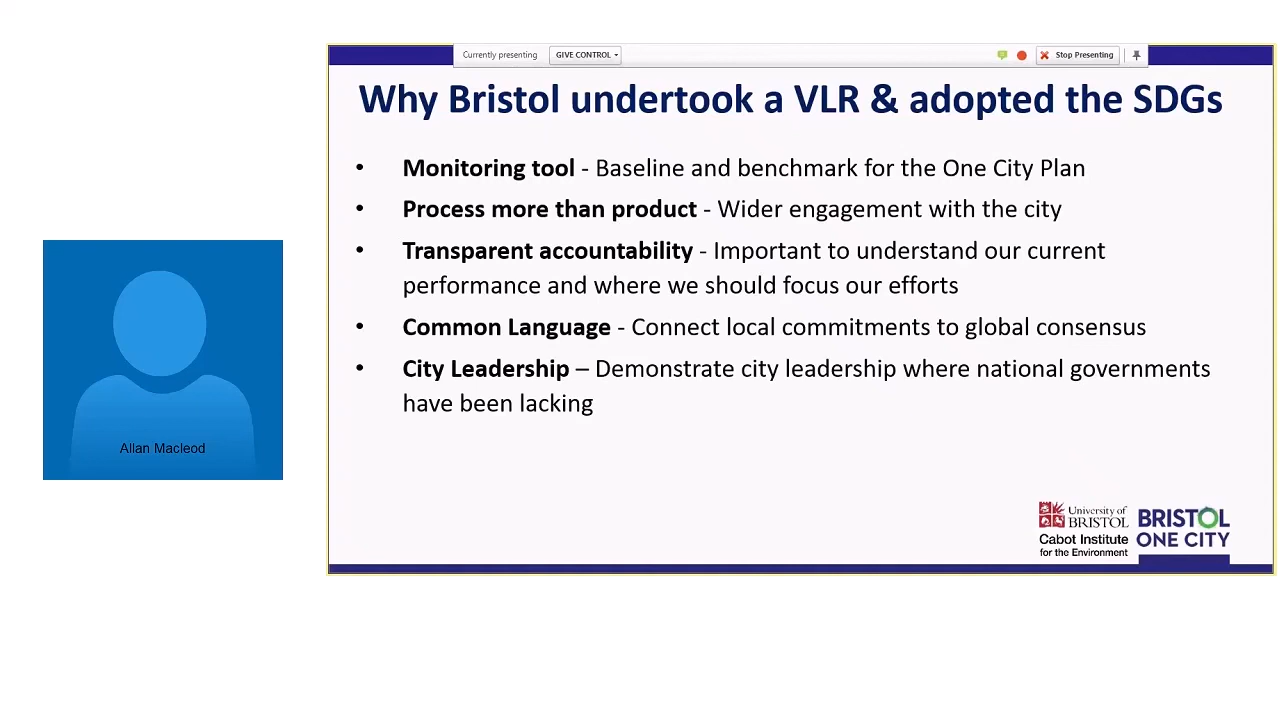 Currently presenting GIVE CONTROL Stop Presenting
Why Bristol undertook a VLR & adopted the SDGs
• Monitoring tool - Baseline and benchmark for the One City Plan
• Process more than product - Wider engagement with the city
• Transparent accountability - Important to understand our current
performance and where we should focus our efforts
• Common Language - Connect local commitments to global consensus
• City Leadership – Demonstrate city leadership where national governments
have been lacking
Allan Macleod
University of
BRISTOL
Cabot Institute
for the Environment
BRISTOL
ONE CITY